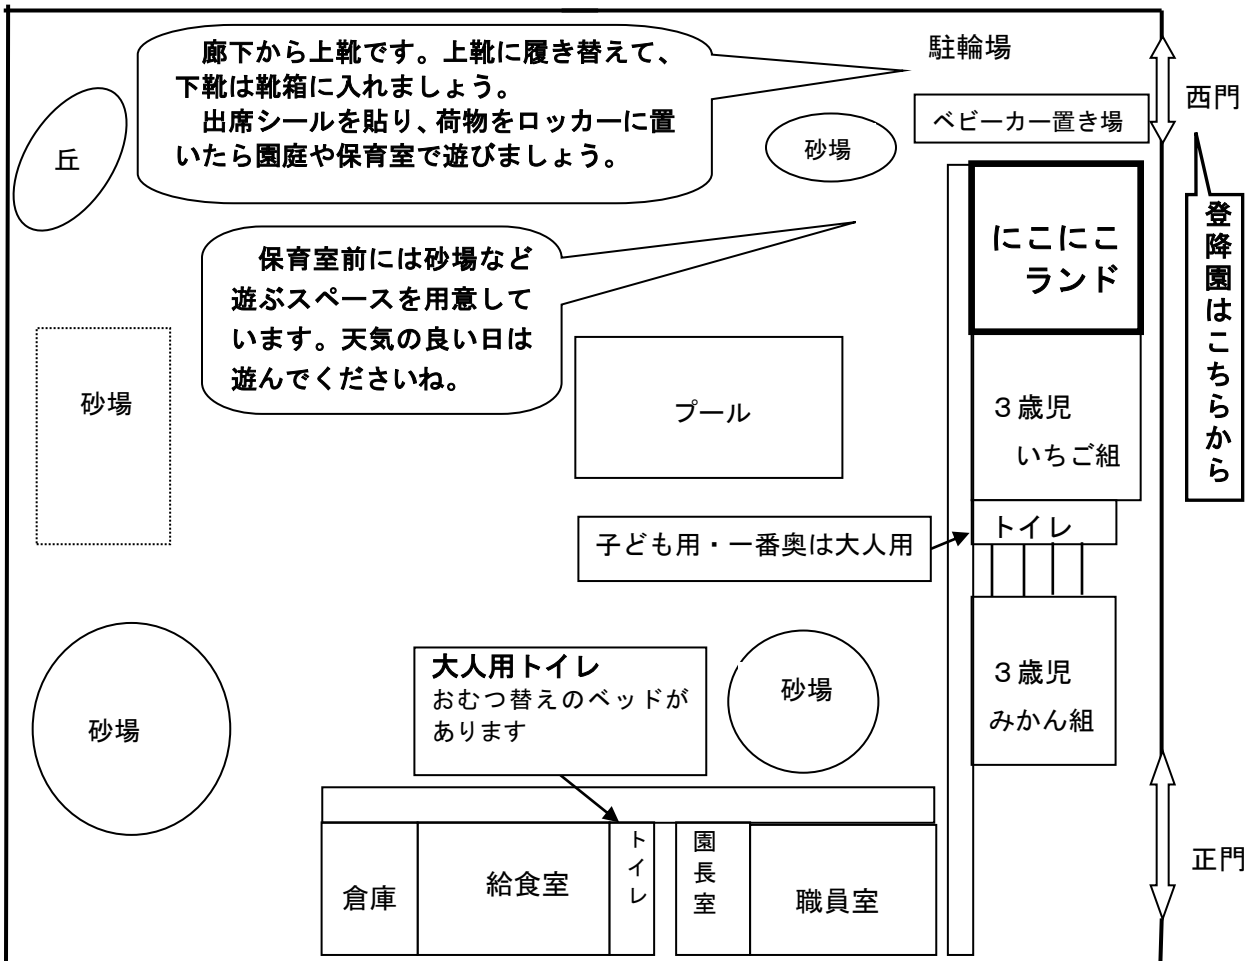 廊下から上靴です。上靴に履き替えて、
下靴は靴箱に入れましょう。
出席シールを貼り、荷物をロッカーに置
いたら園庭や保育室で遊びましょう。
駐輪場
西門
ベビーカー置き場
丘
砂場
登降園はこちらから
にこにこ
ランド
保育室前には砂場など
遊ぶスペースを用意して
います。天気の良い日は
遊んでくださいね。
砂場
プール
３歳児
いちご組
トイレ
子ども用・一番奥は大人用
大人用トイレ
おむつ替えのベッドが
あります
砂場
砂場
３歳児
みかん組
倉庫
給食室
トイレ
園長室
職員室
正門